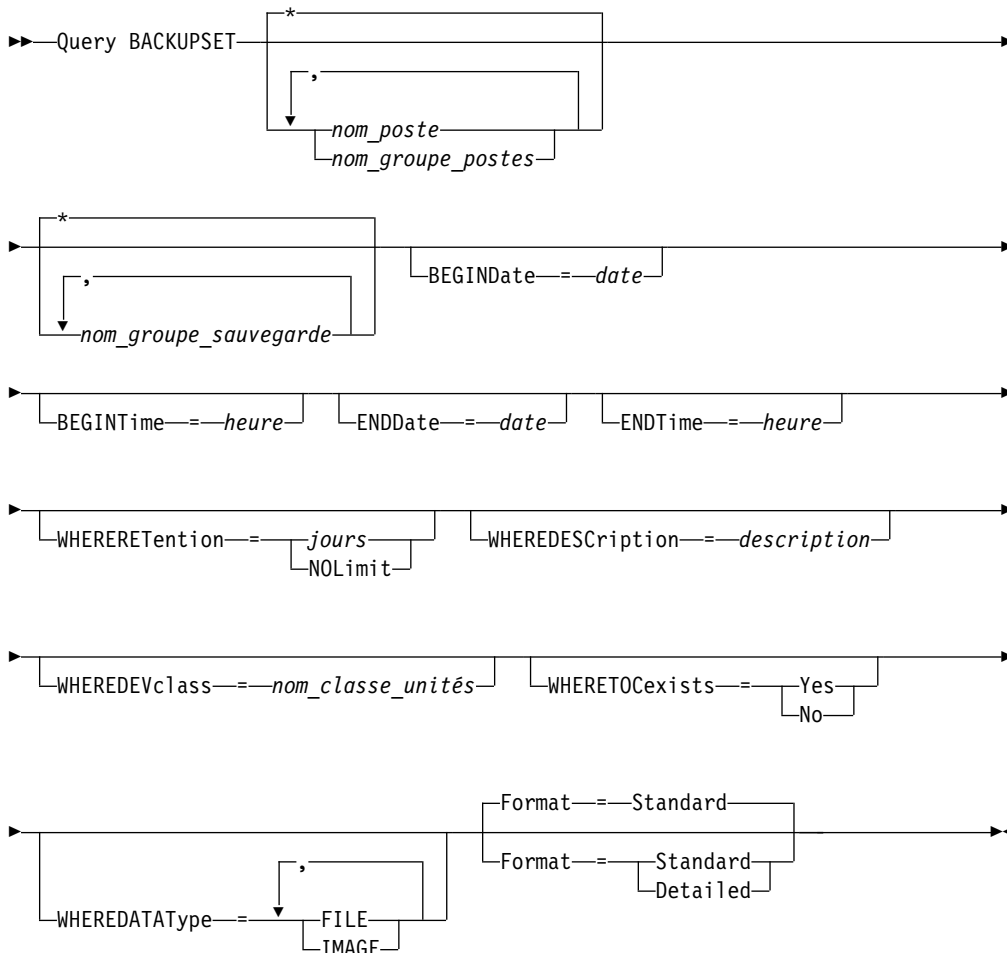 *
Query BACKUPSET
,
nom_poste
nom_groupe_postes
*
,
nom_groupe_sauvegarde
BEGINDate = date
BEGINTime = heure
ENDDate = date
ENDTime = heure
WHERERETention = jours
NOLimit
WHEREDESCription = description
WHEREDEVclass = nom_classe_unités
WHERETOCexists = Yes
No
Format = Standard
WHEREDATAType = , FILE
IMAGE
Format = Standard
Detailed